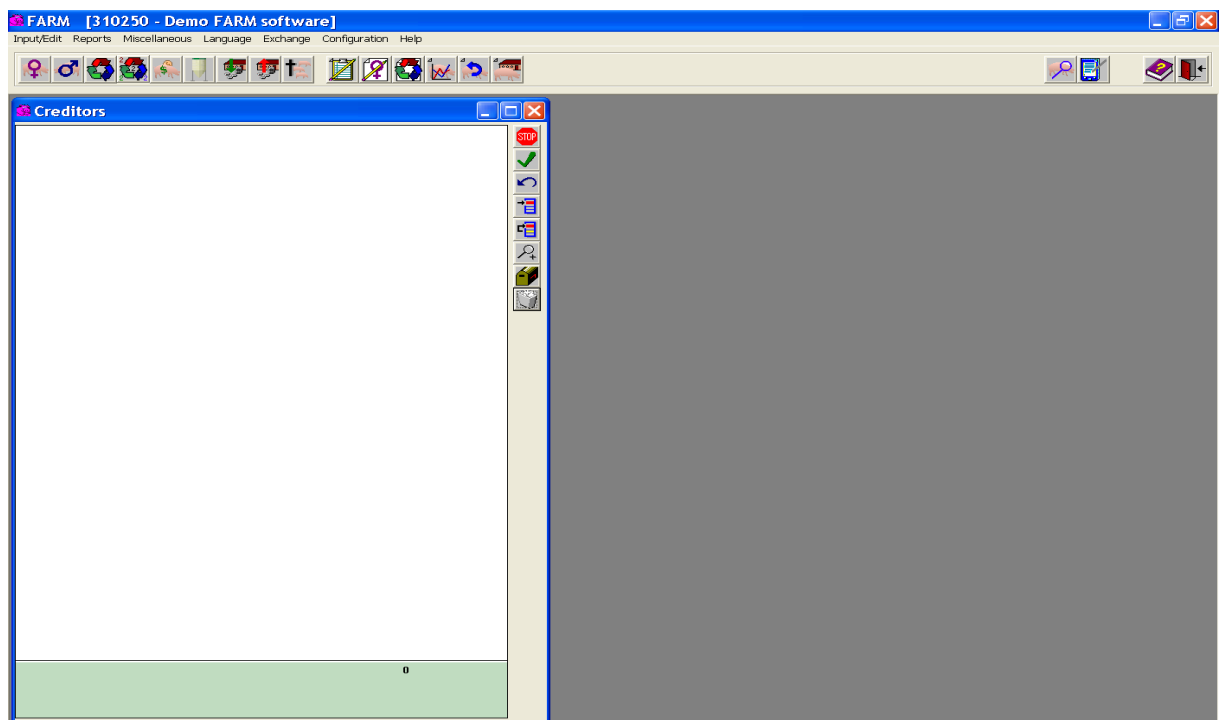 FARM [310250 - Demo FARM software]
Input/Edit Reports Miscellaneous Language Exchange Configuration Help
Creditors
STOP
0